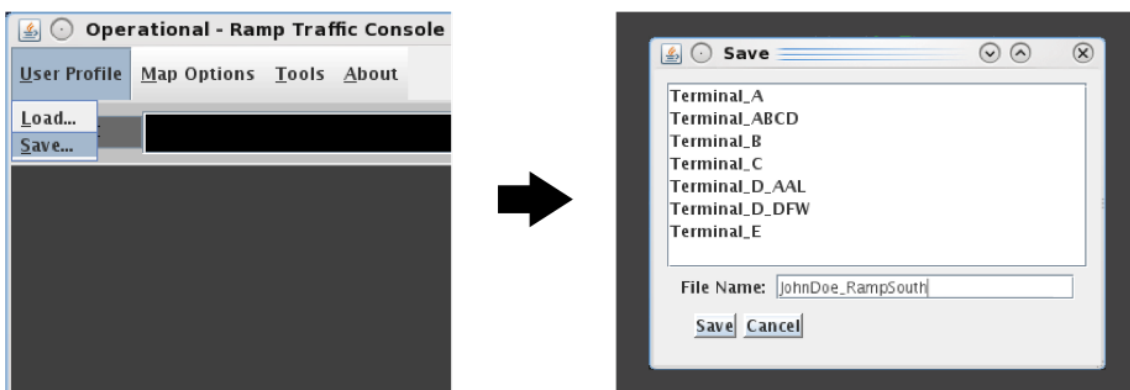 Operational - Ramp Traffic Console
User Profile Map Options Tools About
Load...
Save...
Save
Terminal_A
Terminal_ABCD
Terminal_B
Terminal_C
Terminal_D_AAL
Terminal_D_DFW
Terminal_E
File Name: JohnDoe_RampSouth
Save Cancel